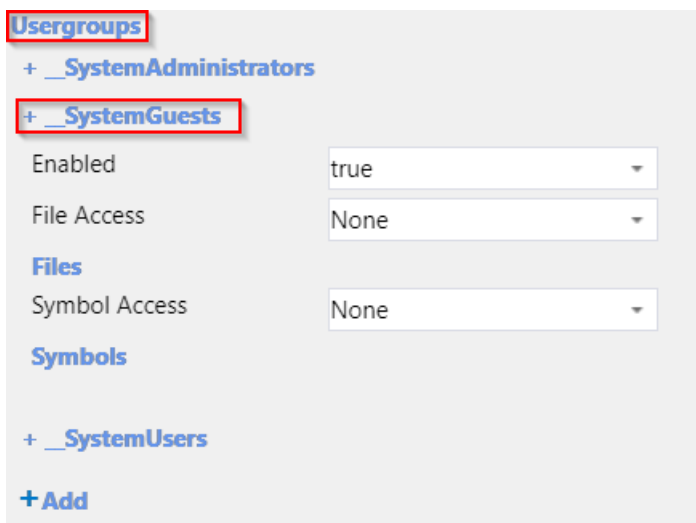 Usergroups
+ __SystemAdministrators
+ __SystemGuests
Enabled true
File Access None
Files
Symbol Access None
Symbols
+ __SystemUsers
+Add